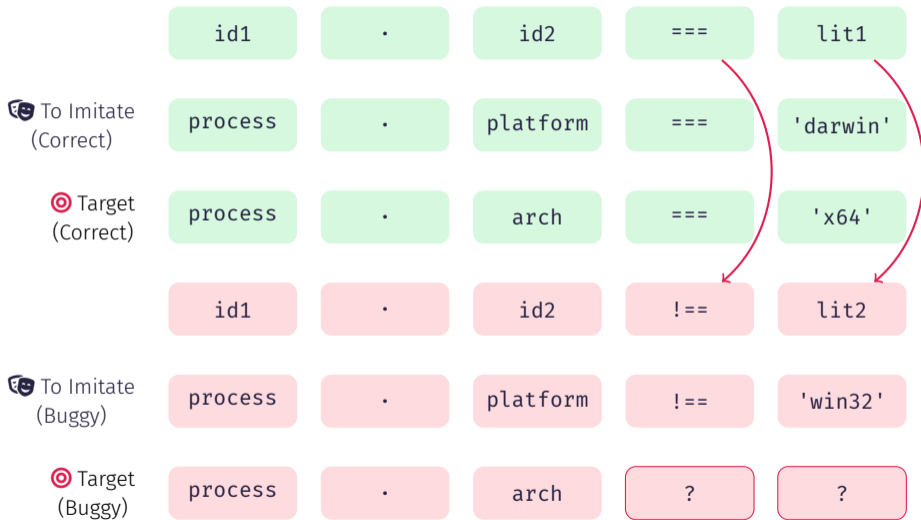 id1 . id2 === lit1
To Imitate (Correct) process . platform === 'darwin'
Target (Correct) process . arch === 'x64'
id1 . id2 !== lit2
To Imitate (Buggy) process . platform !== 'win32'
Target (Buggy) process . arch ? ?